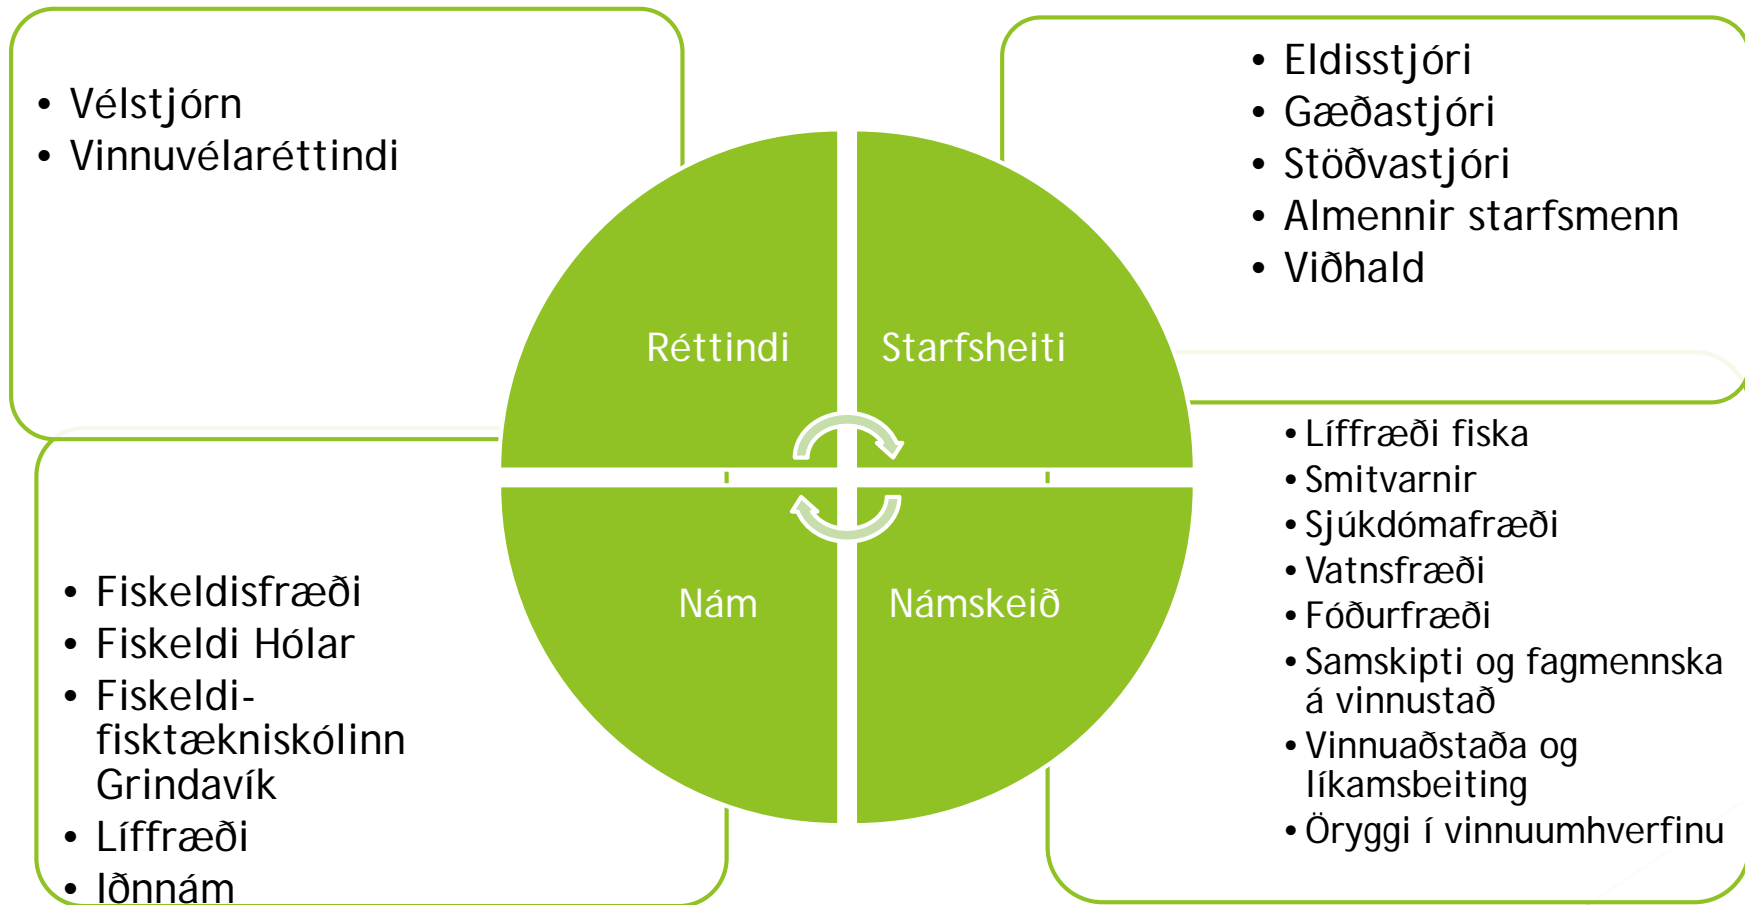 • Vélstjórn
• Vinnuvélaréttindi
• Eldisstjóri
• Gæðastjóri
• Stöðvastjóri
• Almennir starfsmenn
• Viðhald
Réttindi
Starfsheiti
Nám
Námskeið
• Fiskeldisfræði
• Fiskeldi Hólar
• Fiskeldi-
fisktækniskólinn
Grindavík
• Líffræði
• Iðnnám
• Líffræði fiska
• Smitvarnir
• Sjúkdómafræði
• Vatnsfræði
• Fóðurfræði
• Samskipti og fagmennska
á vinnustað
• Vinnuaðstaða og
líkamsbeiting
• Öryggi í vinnuumhverfinu